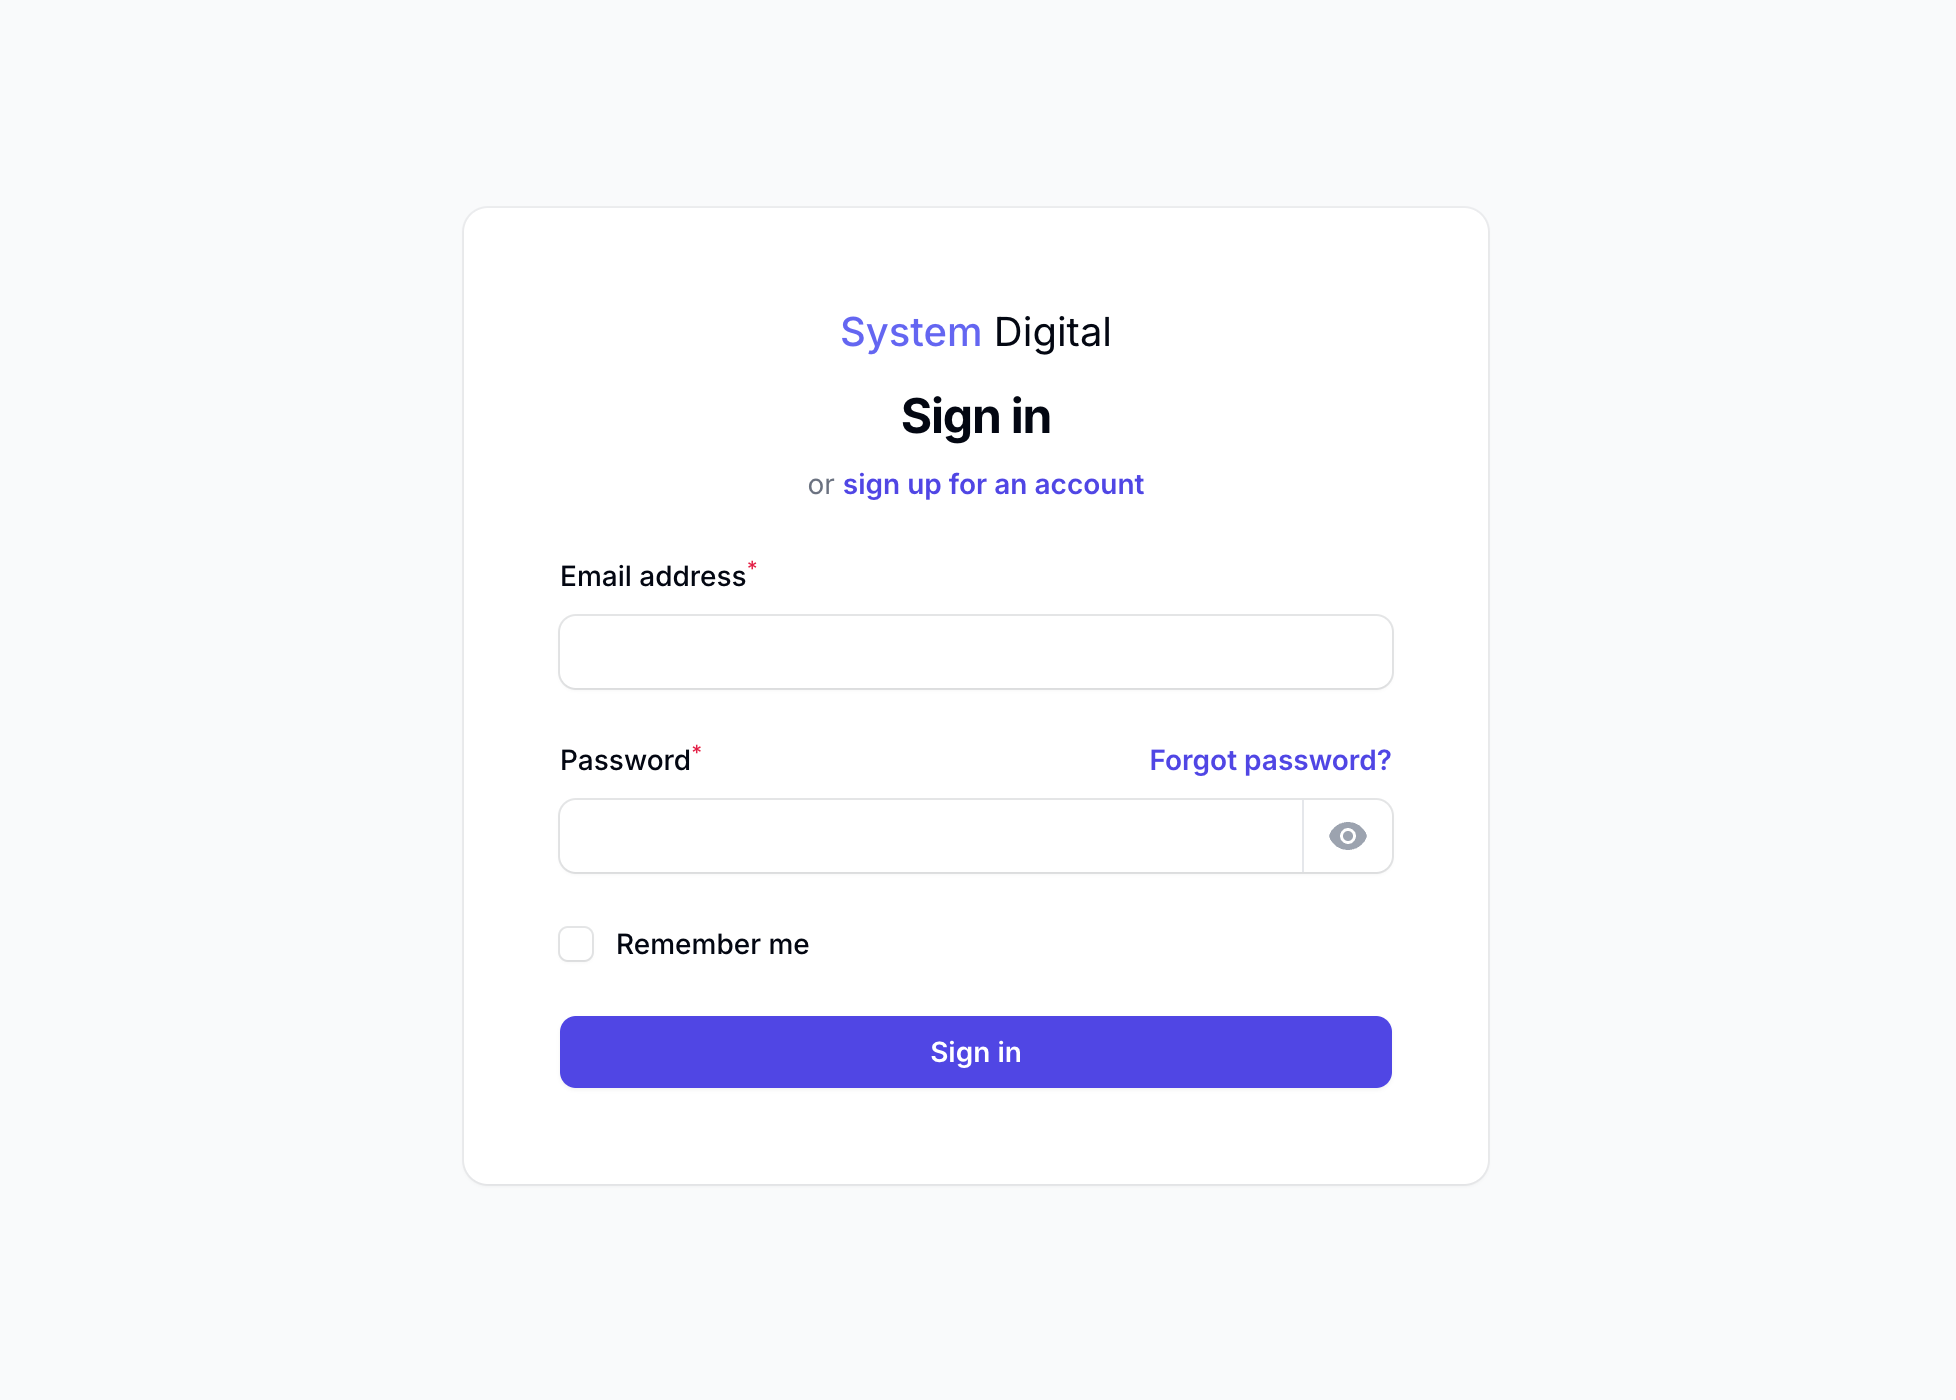 System Digital
Sign in
or sign up for an account
Email address*
Password*
Forgot password?
Remember me
Sign in